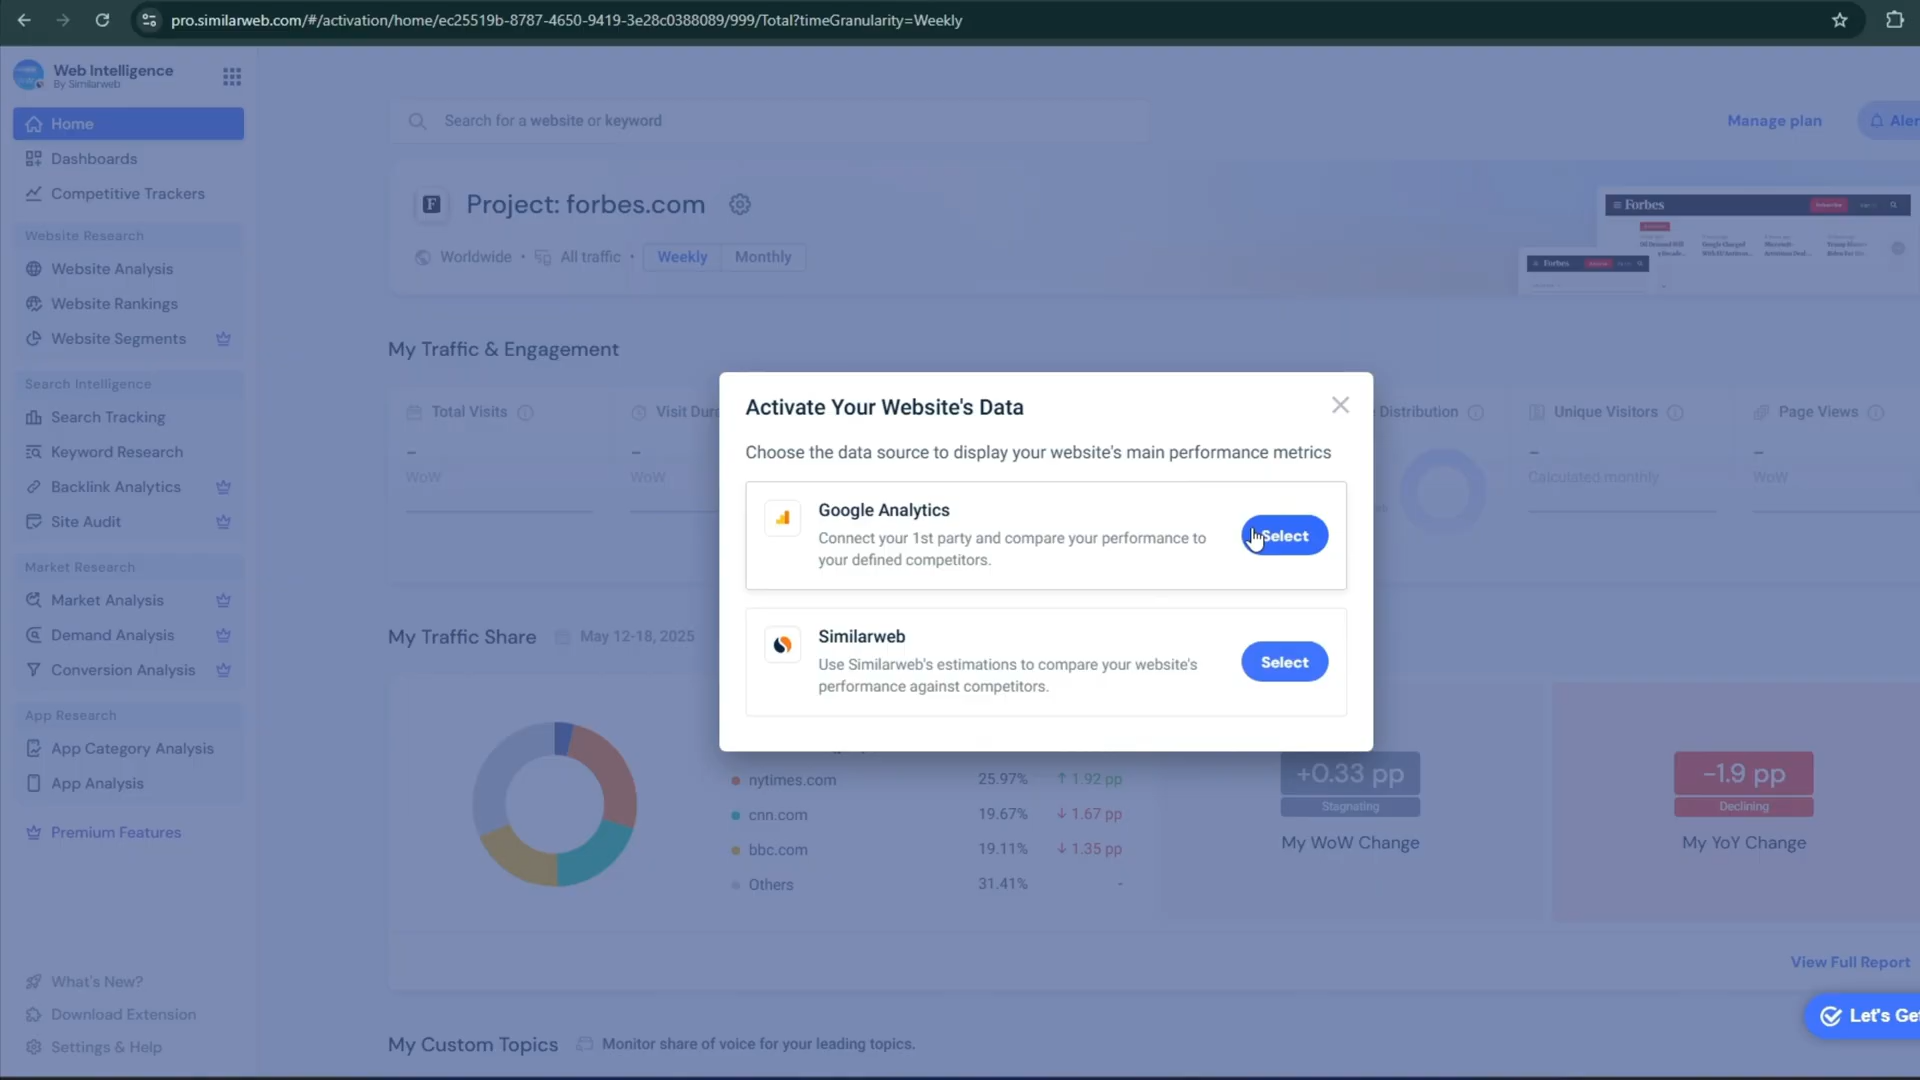 pro.similarweb.com/#/activation/home/ec25519b-8787-4650-9419-3e28c0388089/999/Total?timeGranularity=Weekly
Web Intelligence
By Similarweb
Home
Dashboards
Competitive Trackers
Website Research
Website Analysis
Website Rankings
Website Segments
Search Intelligence
Search Tracking
Keyword Research
Backlink Analytics
Site Audit
Market Research
Market Analysis
Demand Analysis
Conversion Analysis
App Research
App Category Analysis
App Analysis
Premium Features
What's New?
Download Extension
Settings & Help
Search for a website or keyword
Manage plan
Aler
Project: forbes.com
Worldwide • All traffic • Weekly Monthly
Forbes
Forbes
My Traffic & Engagement
Total Visits
Visit Dur
Distribution
Unique Visitors
Page Views
WoW
WoW
Calculated monthly
WoW
Activate Your Website's Data
Choose the data source to display your website's main performance metrics
Google Analytics
Connect your 1st party and compare your performance to
your defined competitors.
Select
Similarweb
Use Similarweb's estimations to compare your website's
performance against competitors.
Select
My Traffic Share May 12-18, 2025
nytimes.com 25.97% ↑ 1.92 pp
cnn.com 19.67% ↓ 1.67 pp
bbc.com 19.11% ↓ 1.35 pp
Others 31.41% -
+0.33 pp
Stagnating
My WoW Change
-1.9 pp
Declining
My YoY Change
View Full Report
Let's Get
My Custom Topics Monitor share of voice for your leading topics.